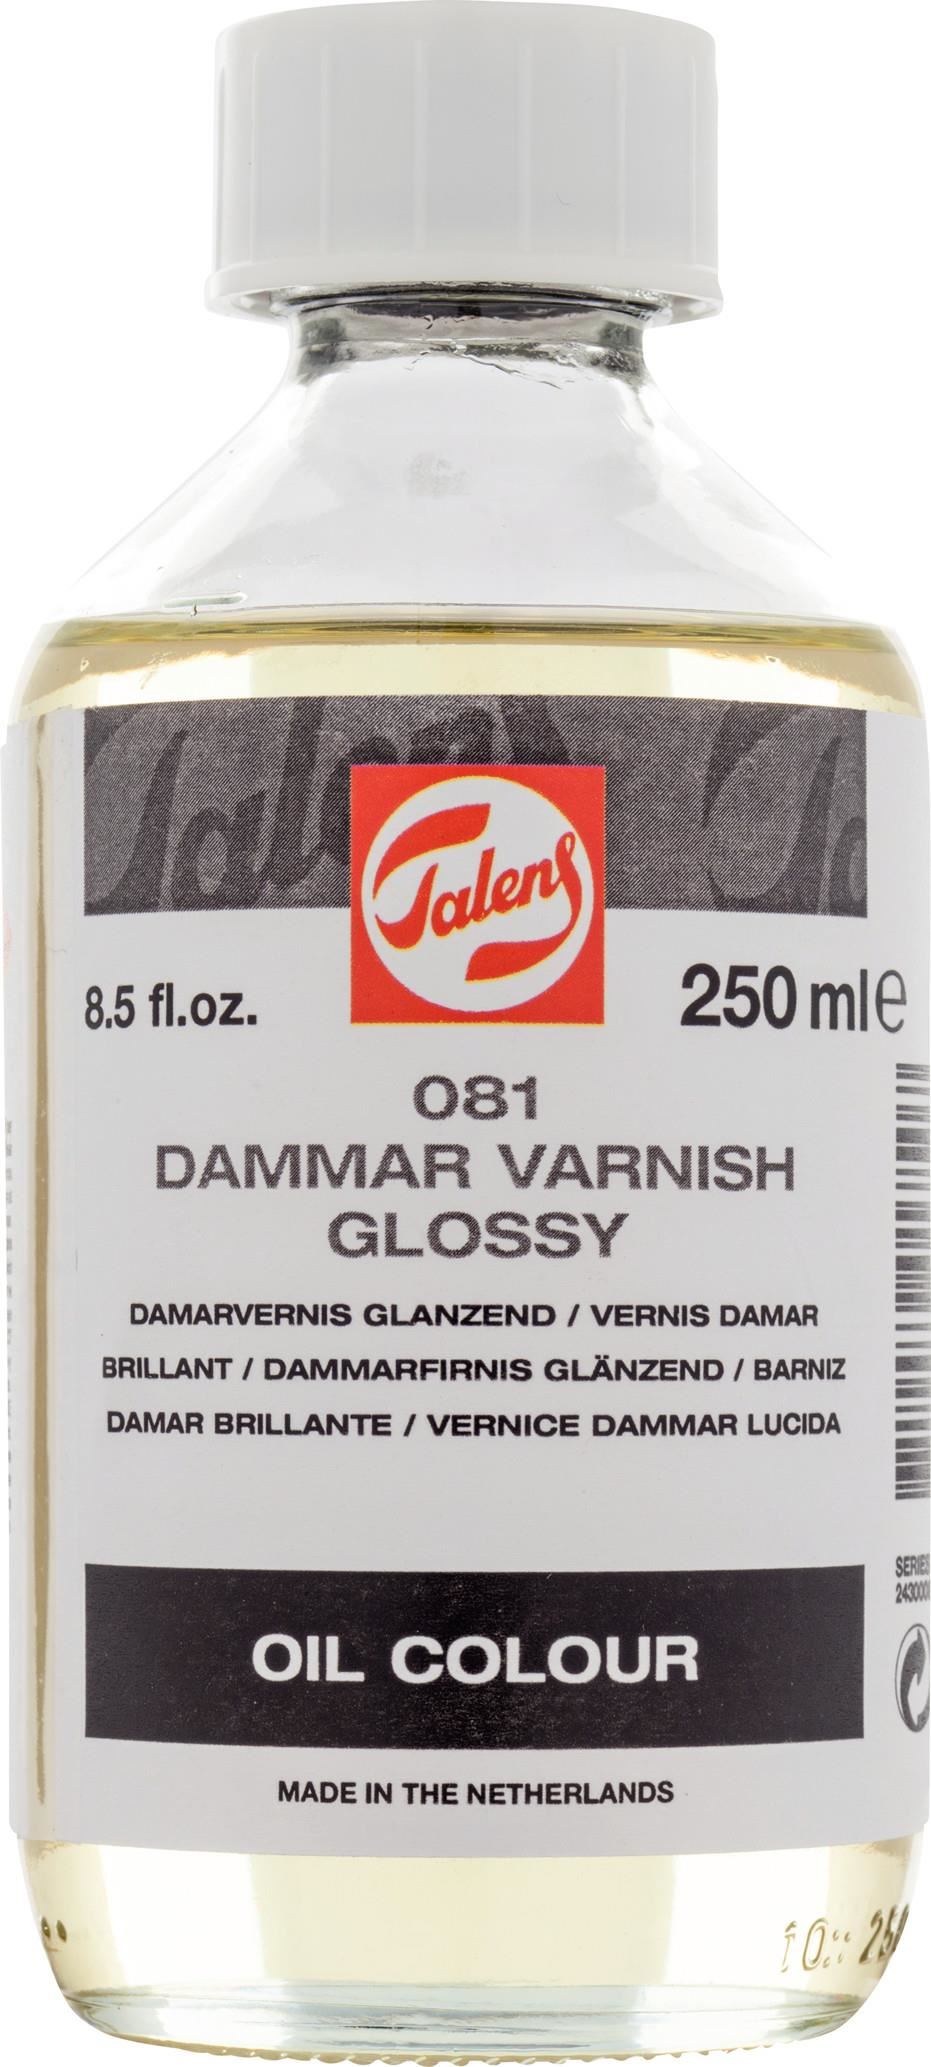 Talens
8.5 fl.oz.
250 ml e
081
DAMMAR VARNISH
GLOSSY
DAMARVERNIS GLANZEND / VERNIS DAMAR
BRILLANT / DAMMARFIRNIS GLÄNZEND / BARNIZ
DAMAR BRILLANTE / VERNICE DAMMAR LUCIDA
SERIES
OIL COLOUR
MADE IN THE NETHERLANDS